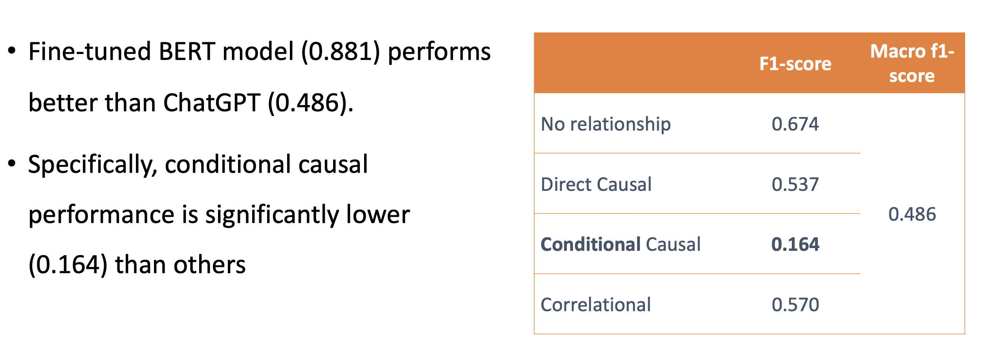 • Fine-tuned BERT model (0.881) performs
better than ChatGPT (0.486).
• Specifically, conditional causal
performance is significantly lower
(0.164) than others
F1-score
Macro f1-
score
No relationship 0.674
Direct Causal 0.537
Conditional Causal 0.164
Correlational 0.570
0.486